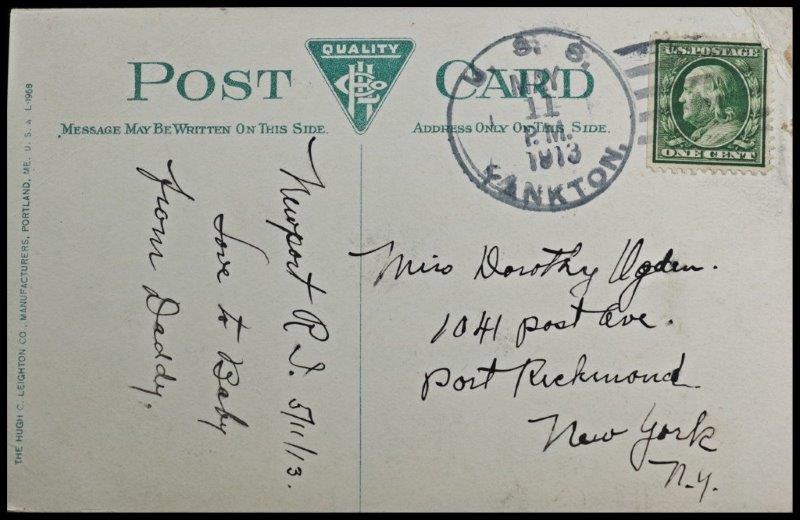 POST CARD
QUALITY
MESSAGE MAY BE WRITTEN ON THIS SIDE.
ADDRESS ONLY ON THIS SIDE.
U. S. S.
MAY
11
P.M.
1913
YANKTON.
U.S. POSTAGE
ONE CENT
Newport R.I. 5/11/13.
Love to Baby
from Daddy.
Miss Dorothy Ogden.
1041 post ave.
Port Richmond
New York
N.Y.
THE HUGH C. LEIGHTON CO., MANUFACTURERS, PORTLAND, ME. U. S. A. L-1968